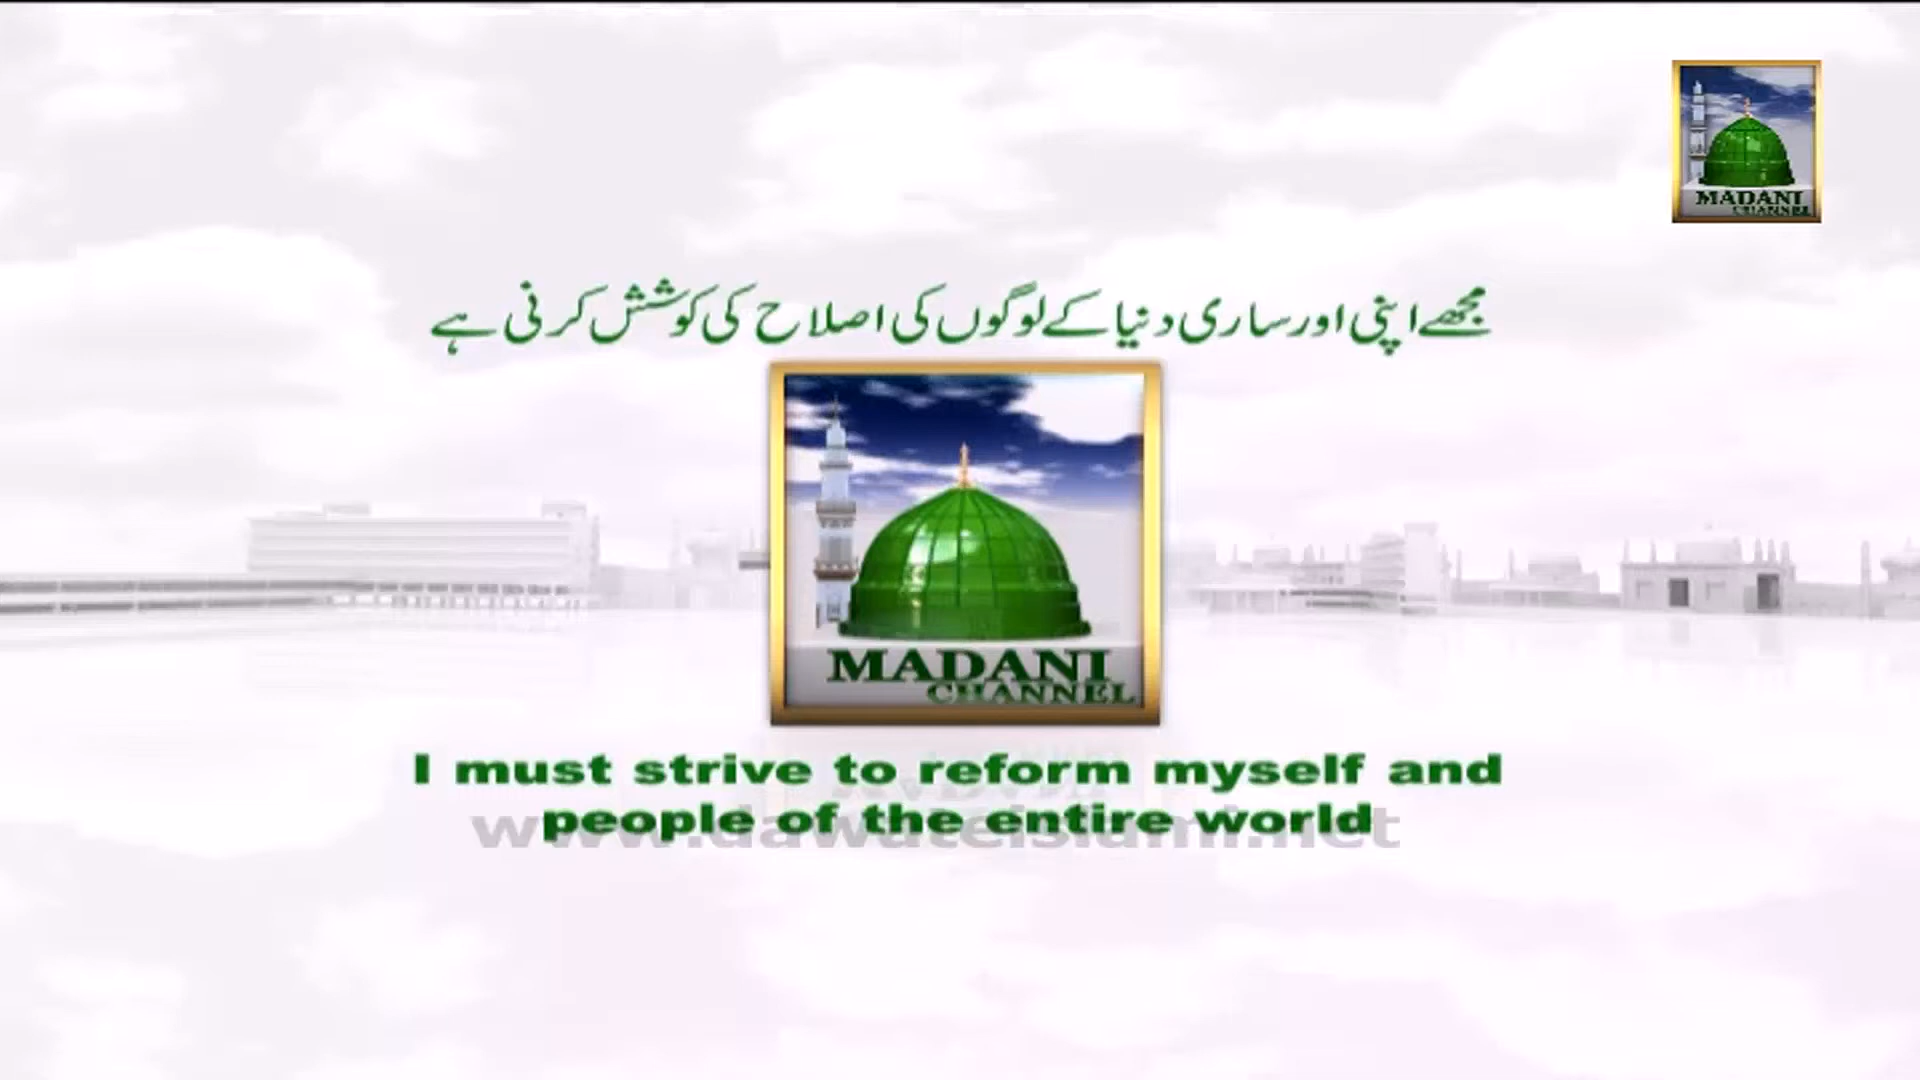 MADANI
CHANNEL
مجھے اپنی اور ساری دنیا کے لوگوں کی اصلاح کی کوشش کرنی ہے
MADANI
CHANNEL
I must strive to reform myself and
people of the entire world
www.dawateislami.net